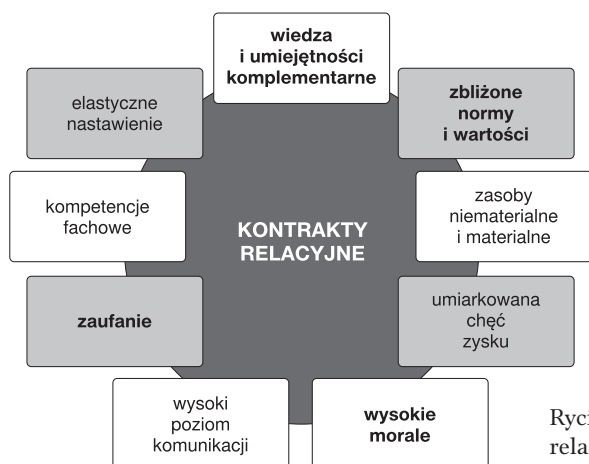 wiedza
i umiejętności
komplementarne
elastyczne
nastawienie
zbliżone
normy
i wartości
kompetencje
fachowe
KONTRAKTY
RELACYJNE
zasoby
niematerialne
i materialne
zaufanie
umiarkowana
chęć
zysku
wysoki
poziom
komunikacji
wysokie
morale